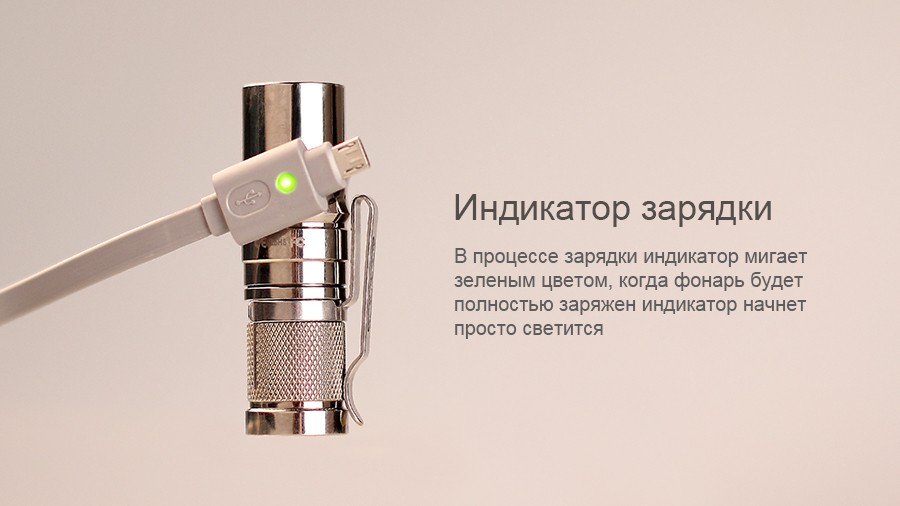 Индикатор зарядки
В процессе зарядки индикатор мигает
зеленым цветом, когда фонарь будет
полностью заряжен индикатор начнет
просто светится